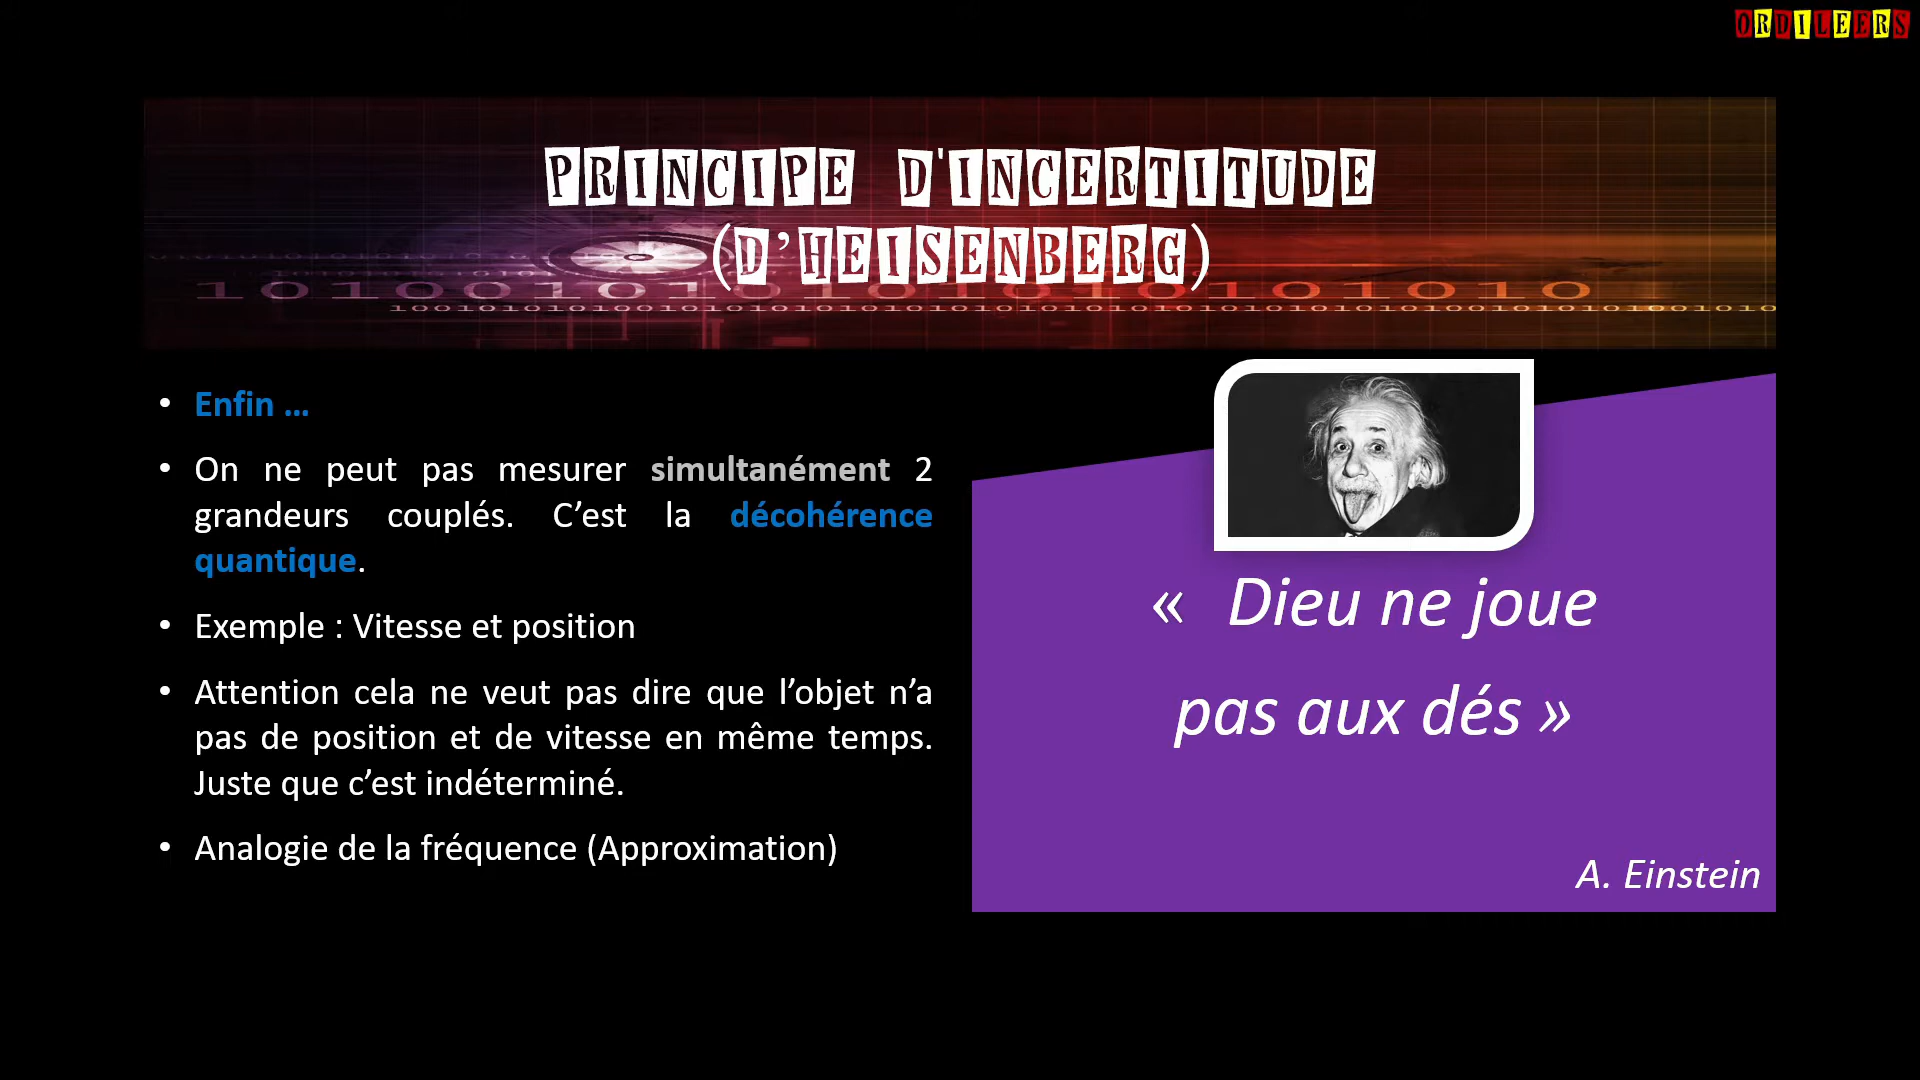 ORDILEERS
PRINCIPE D'INCERTITUDE
(D’HEISENBERG)
1010010101010101010101010
• Enfin ...
• On ne peut pas mesurer simultanément 2
grandeurs couplés. C’est la décohérence
quantique.
• Exemple : Vitesse et position
• Attention cela ne veut pas dire que l’objet n’a
pas de position et de vitesse en même temps.
Juste que c’est indéterminé.
• Analogie de la fréquence (Approximation)
« Dieu ne joue
pas aux dés »
A. Einstein